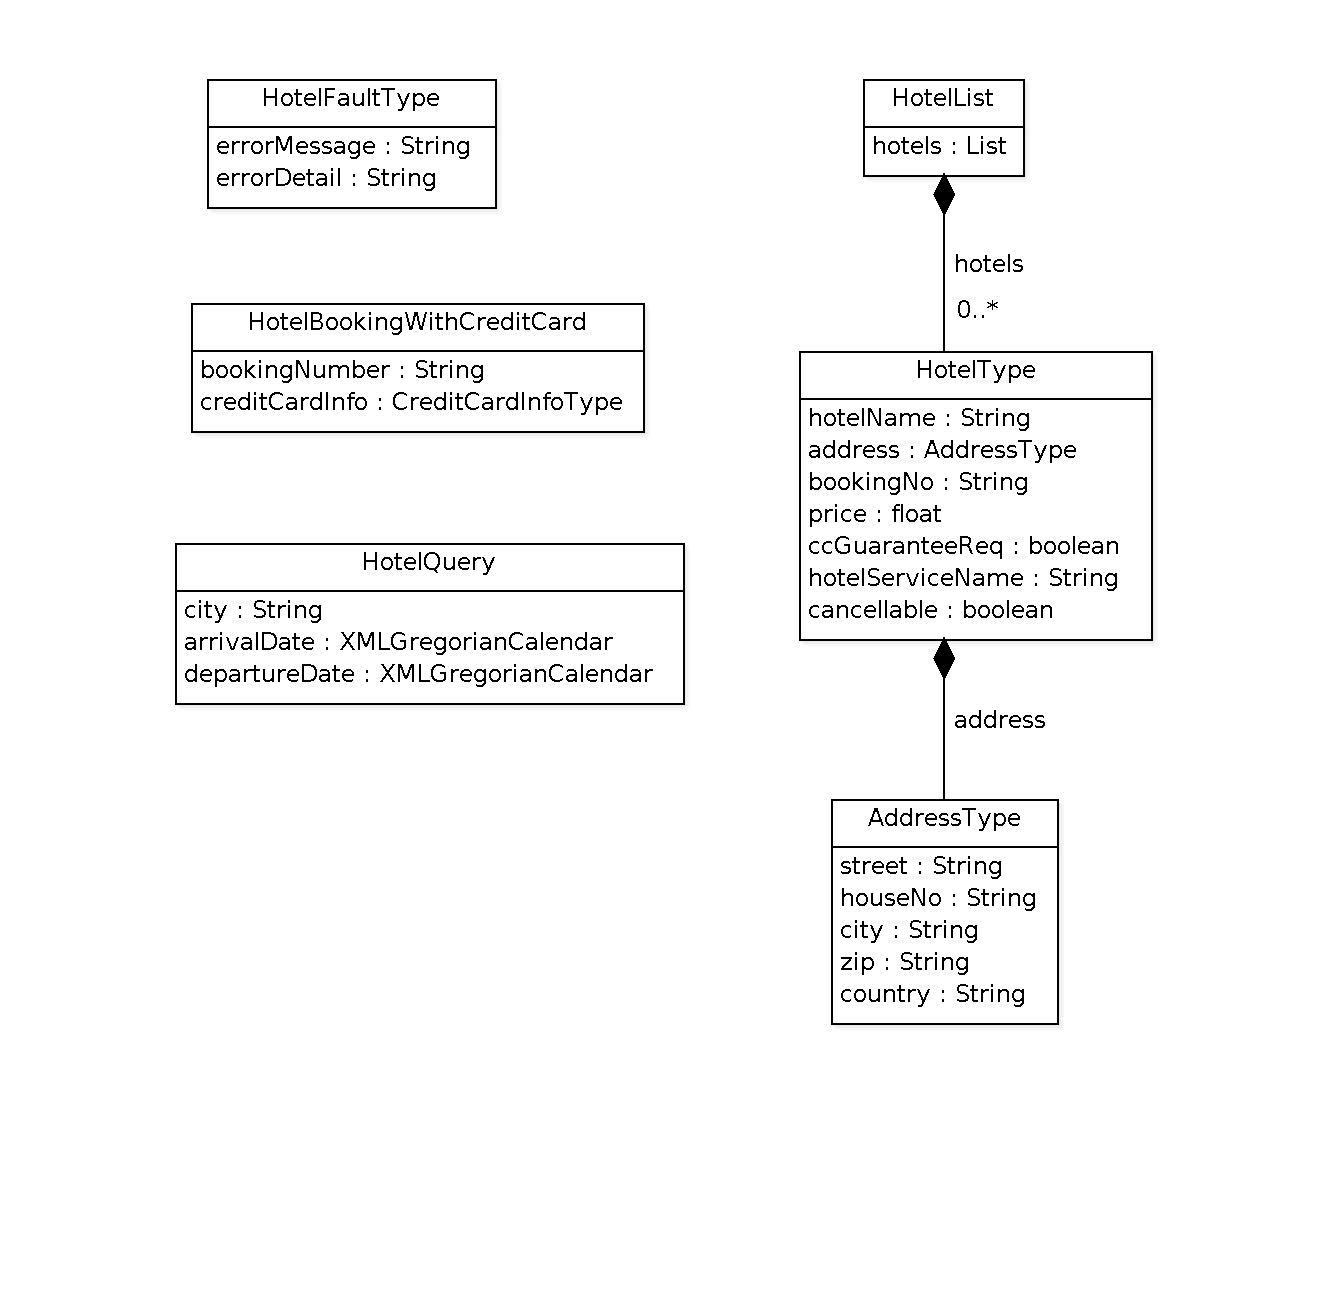 HotelFaultType
errorMessage : String
errorDetail : String
HotelBookingWithCreditCard
bookingNumber : String
creditCardInfo : CreditCardInfoType
HotelQuery
city : String
arrivalDate : XMLGregorianCalendar
departureDate : XMLGregorianCalendar
HotelList
hotels : List
hotels
0..*
HotelType
hotelName : String
address : AddressType
bookingNo : String
price : float
ccGuaranteeReq : boolean
hotelServiceName : String
cancellable : boolean
address
AddressType
street : String
houseNo : String
city : String
zip : String
country : String